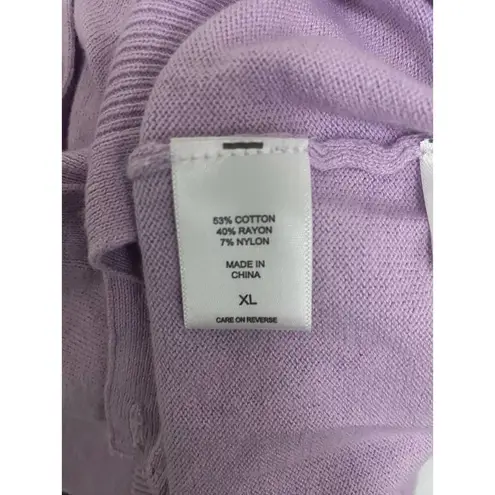 53% COTTON
40% RAYON
7% NYLON
MADE IN
CHINA
XL
CARE ON REVERSE